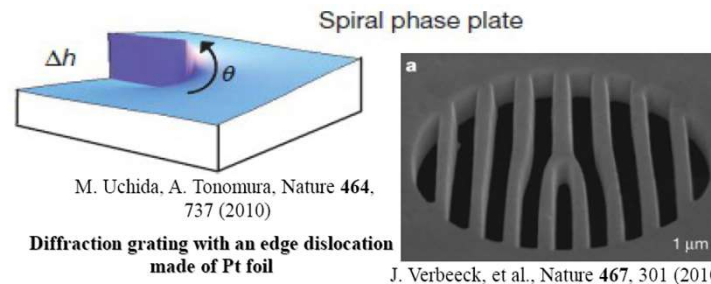 Spiral phase plate
Δh
θ
a
M. Uchida, A. Tonomura, Nature 464,
737 (2010)
Diffraction grating with an edge dislocation
made of Pt foil
1 μm
J. Verbeeck, et al., Nature 467, 301 (2010